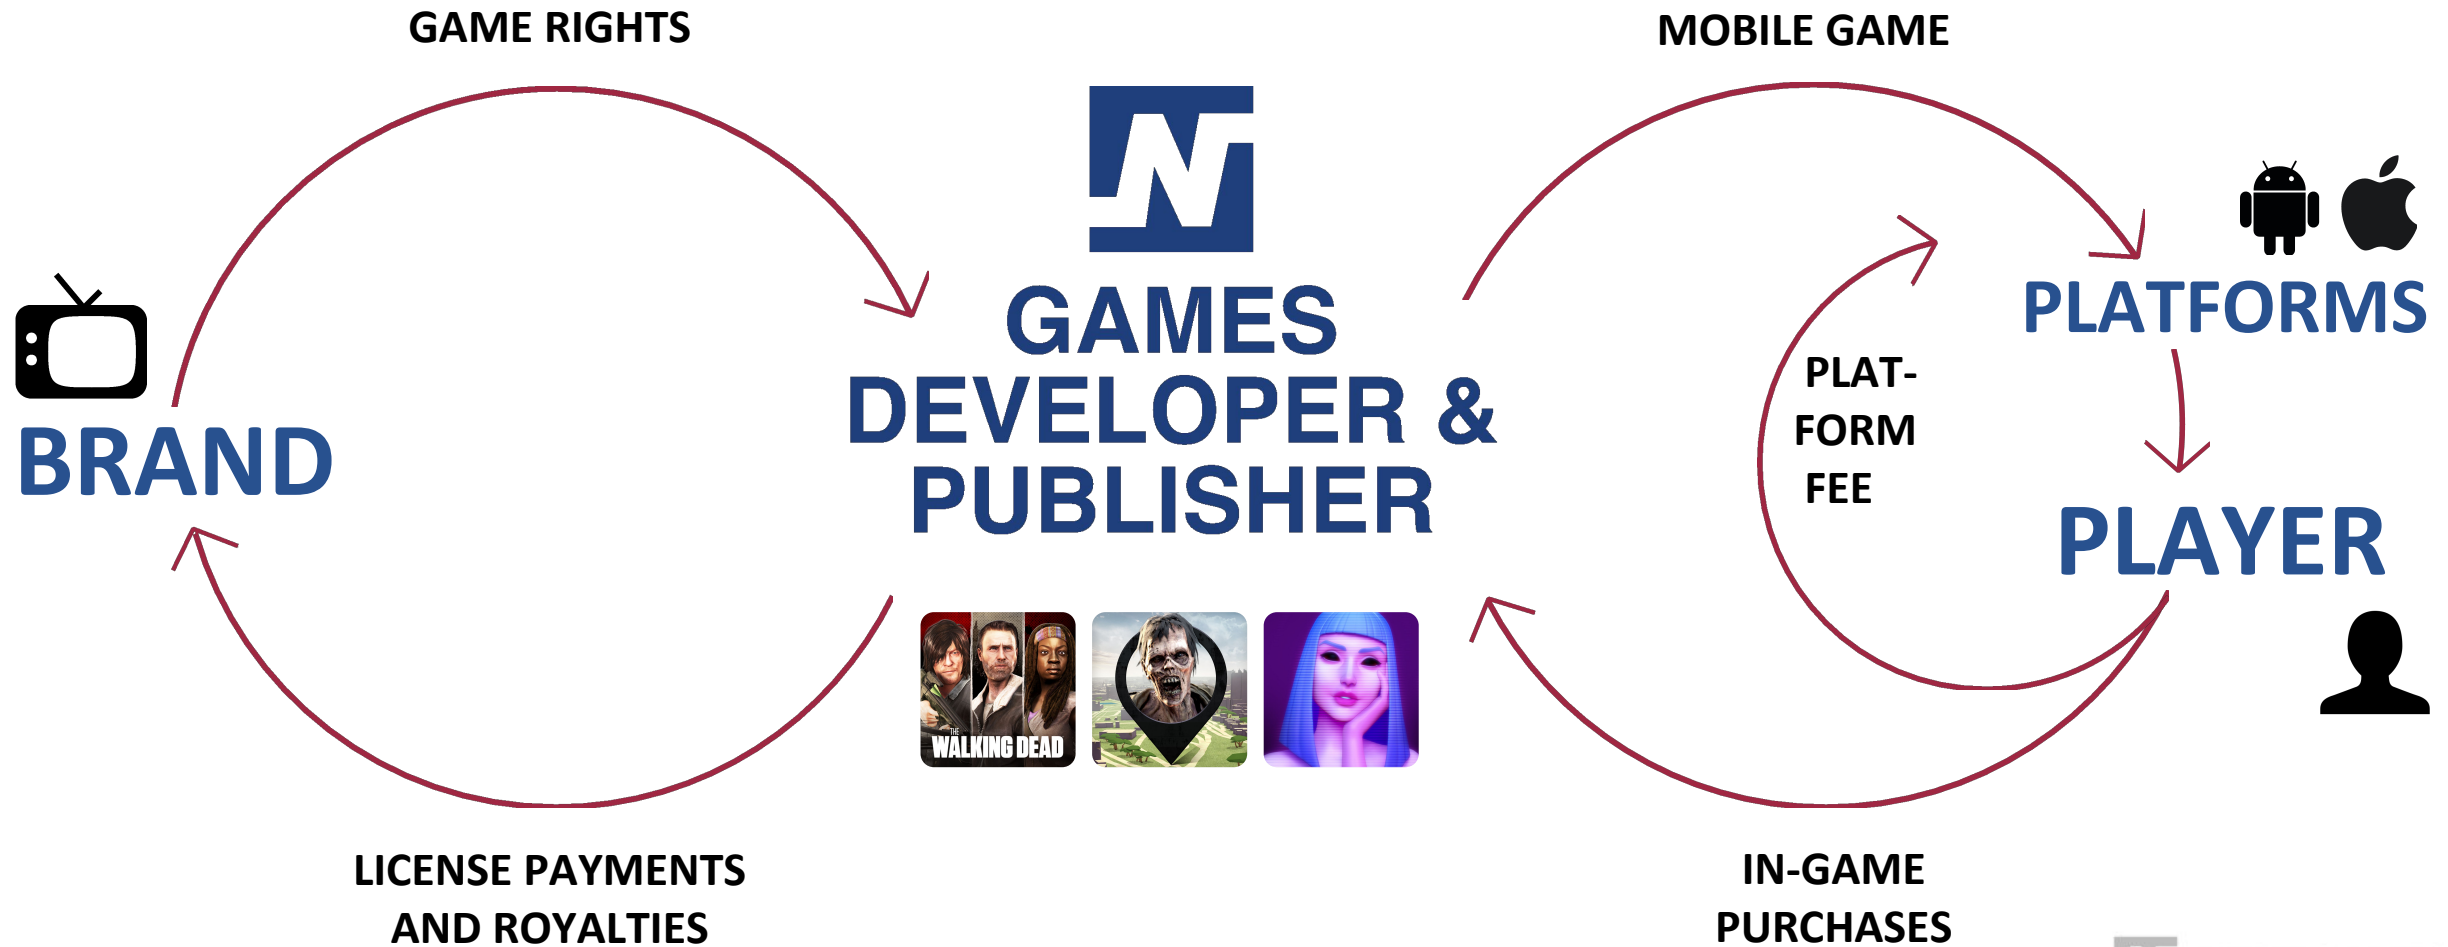 GAME RIGHTS
MOBILE GAME
N
GAMES
DEVELOPER &
PUBLISHER
BRAND
PLATFORMS
PLAT-
FORM
FEE
PLAYER
THE
WALKING DEAD
LICENSE PAYMENTS
AND ROYALTIES
IN-GAME
PURCHASES